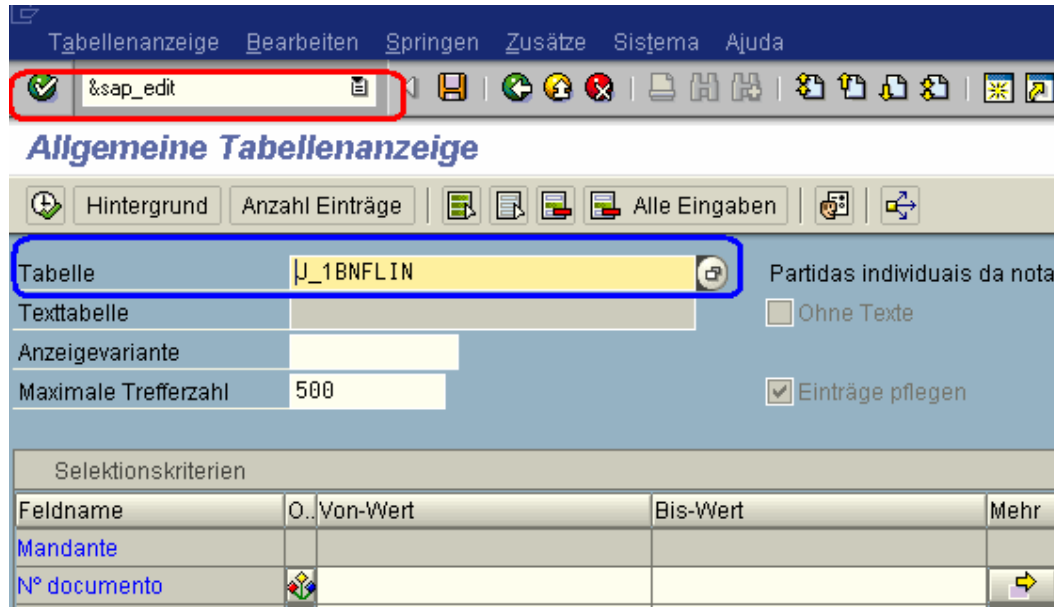 Tabellenanzeige Bearbeiten Springen Zusätze Sistema Ajuda
&sap_edit
Allgemeine Tabellenanzeige
Hintergrund Anzahl Einträge Alle Eingaben
Tabelle J_1BNFLIN Partidas individuais da nota
Texttabelle Ohne Texte
Anzeigevariante
Maximale Trefferzahl 500 Einträge pflegen
Selektionskriterien
Feldname O.. Von-Wert Bis-Wert Mehr
Mandante
Nº documento